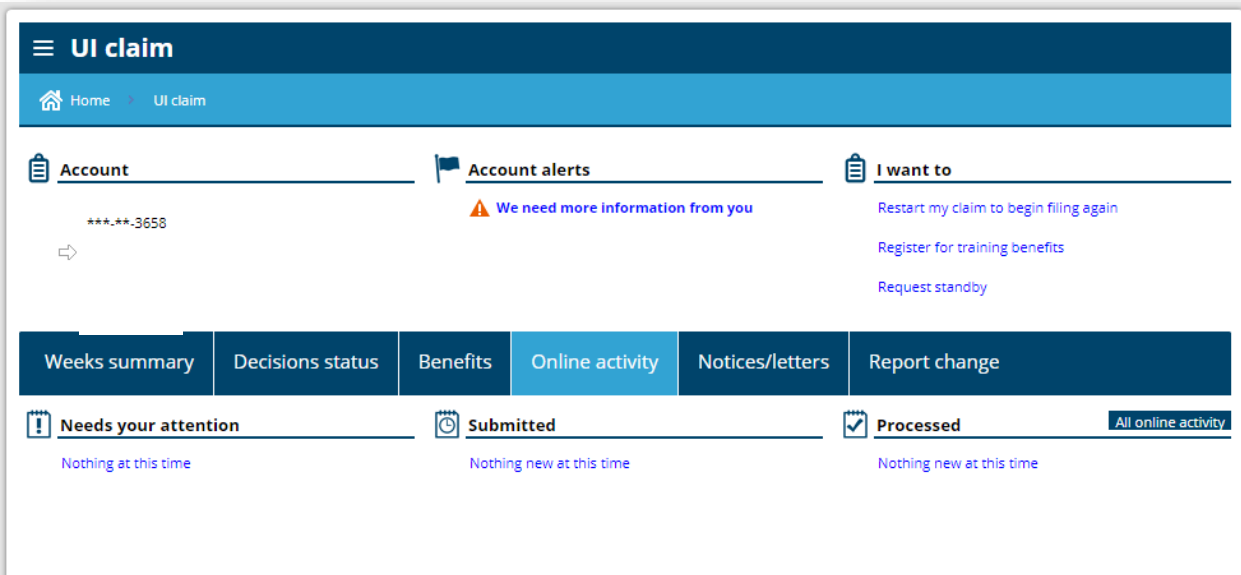 UI claim
Home UI claim
Account
***-**-3658
Account alerts
We need more information from you
I want to
Restart my claim to begin filing again
Register for training benefits
Request standby
Weeks summary Decisions status Benefits Online activity Notices/letters Report change
Needs your attention
Nothing at this time
Submitted
Nothing new at this time
Processed All online activity
Nothing new at this time